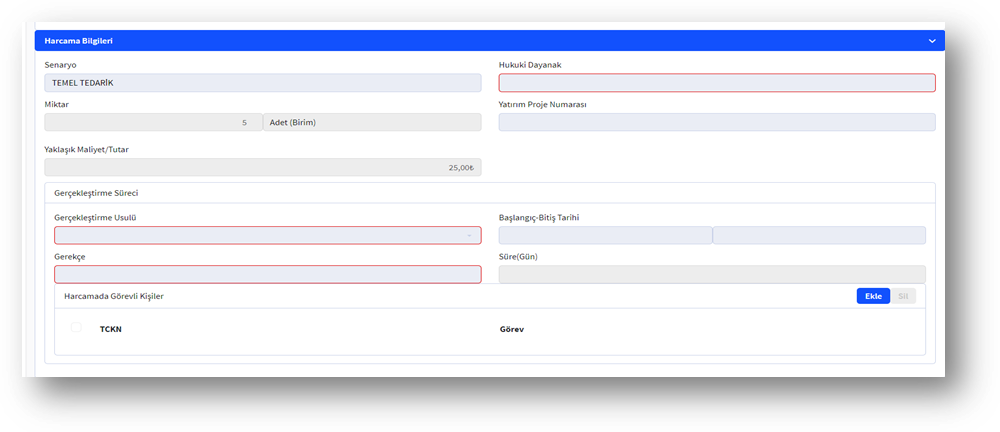 Harcama Bilgileri
Senaryo
Hukuki Dayanak
TEMEL TEDARİK
Miktar
Yatırım Proje Numarası
5 Adet (Birim)
Yaklaşık Maliyet/Tutar
25,00₺
Gerçekleştirme Süreci
Gerçekleştirme Usulü
Başlangıç-Bitiş Tarihi
Gerekçe
Süre(Gün)
Harcamada Görevli Kişiler
Ekle Sil
TCKN Görev